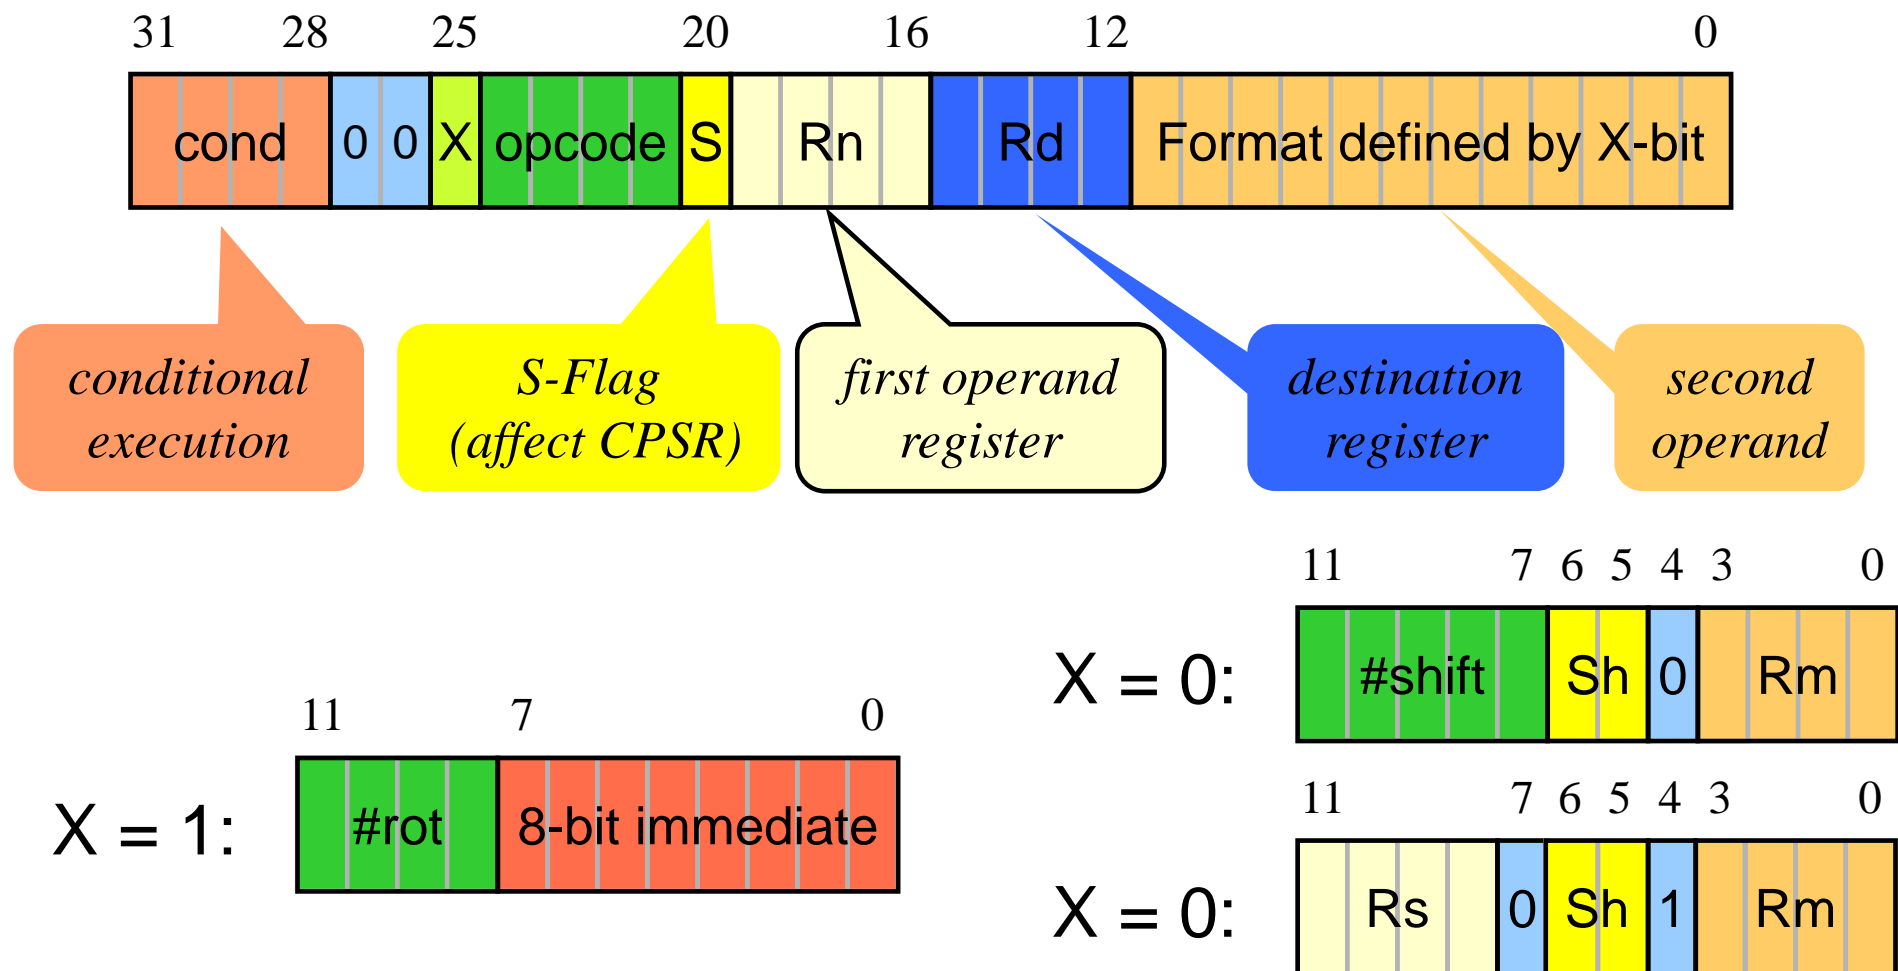 31 28 25 20 16 12 0
cond 0 0 X opcode S Rn Rd Format defined by X-bit
conditional
execution
S-Flag
(affect CPSR)
first operand
register
destination
register
second
operand
11 7 6 5 4 3 0
X = 0: #shift Sh 0 Rm
11 7 0
X = 1: #rot 8-bit immediate
11 7 6 5 4 3 0
X = 0: Rs 0 Sh 1 Rm